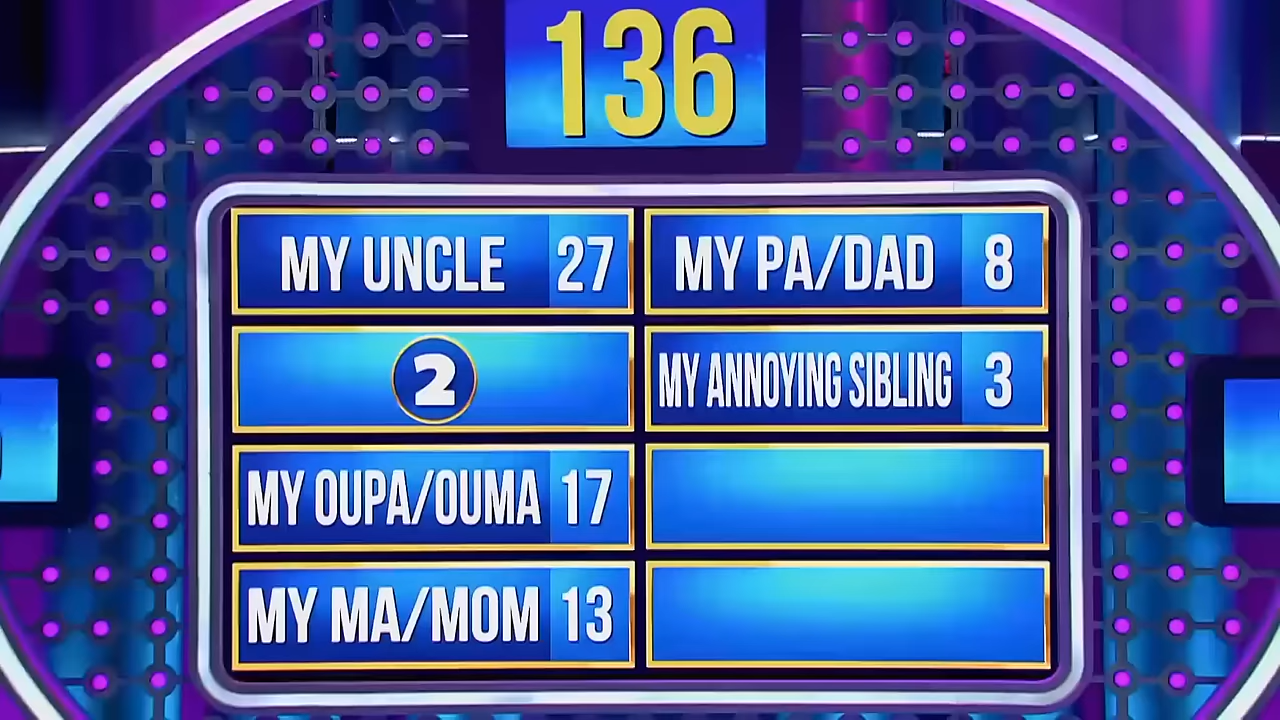 136
MY UNCLE 27
2
MY OUPA/OUMA 17
MY MA/MOM 13
MY PA/DAD 8
MY ANNOYING SIBLING 3